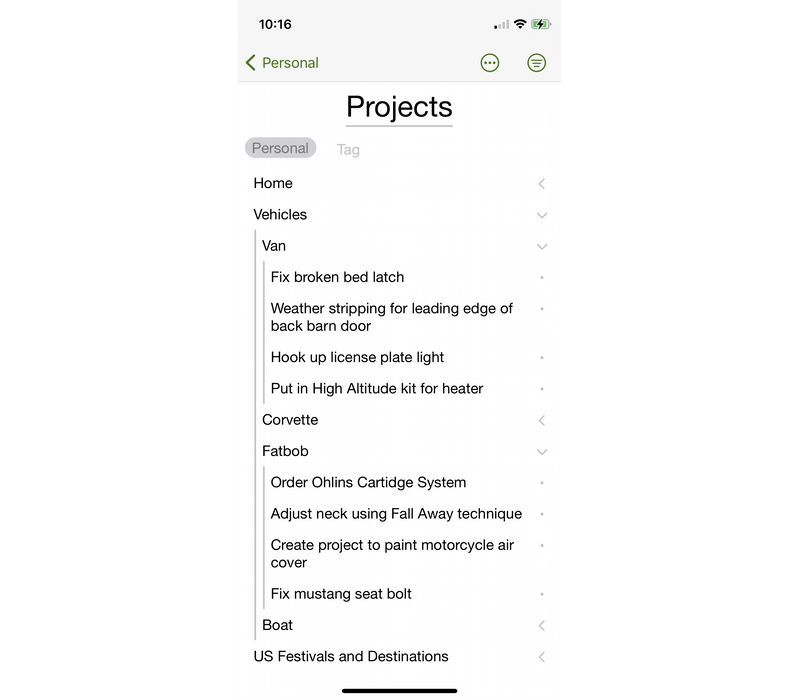 10:16
Personal
Projects
Personal Tag
Home
Vehicles
Van
Fix broken bed latch
Weather stripping for leading edge of
back barn door
Hook up license plate light
Put in High Altitude kit for heater
Corvette
Fatbob
Order Ohlins Cartidge System
Adjust neck using Fall Away technique
Create project to paint motorcycle air
cover
Fix mustang seat bolt
Boat
US Festivals and Destinations